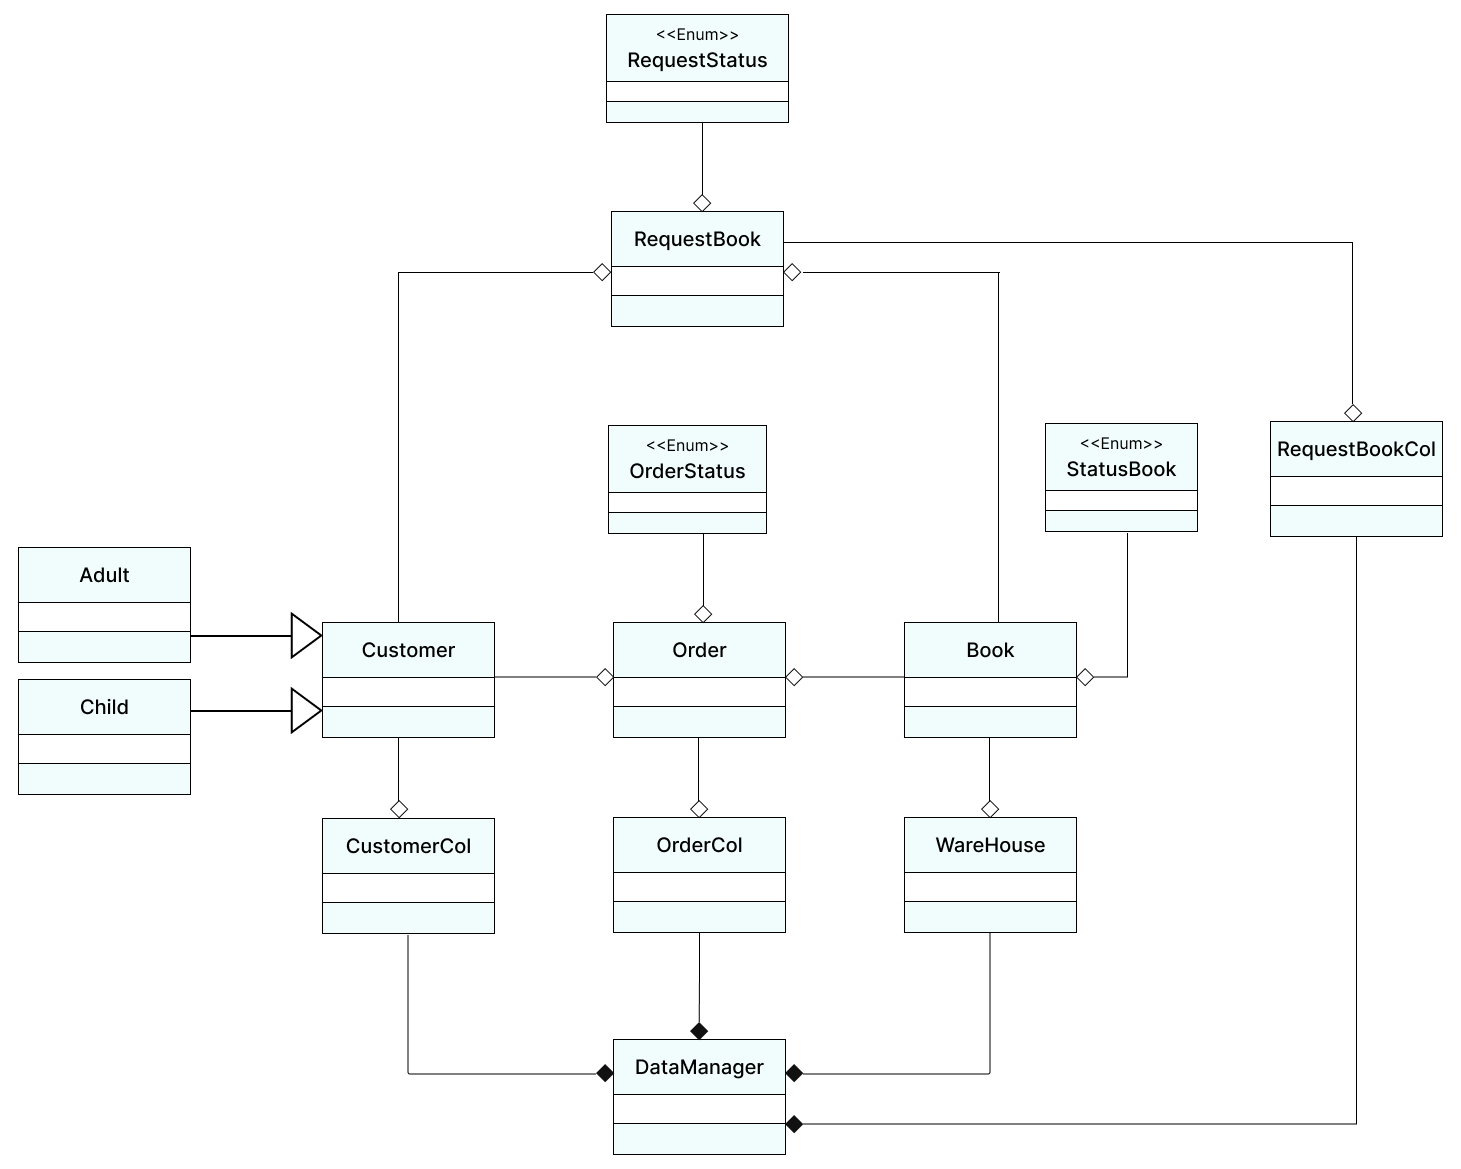 <<Enum>>
RequestStatus
RequestBook
<<Enum>>
OrderStatus
<<Enum>>
StatusBook
RequestBookCol
Adult
Customer
Order
Book
Child
CustomerCol
OrderCol
WareHouse
DataManager